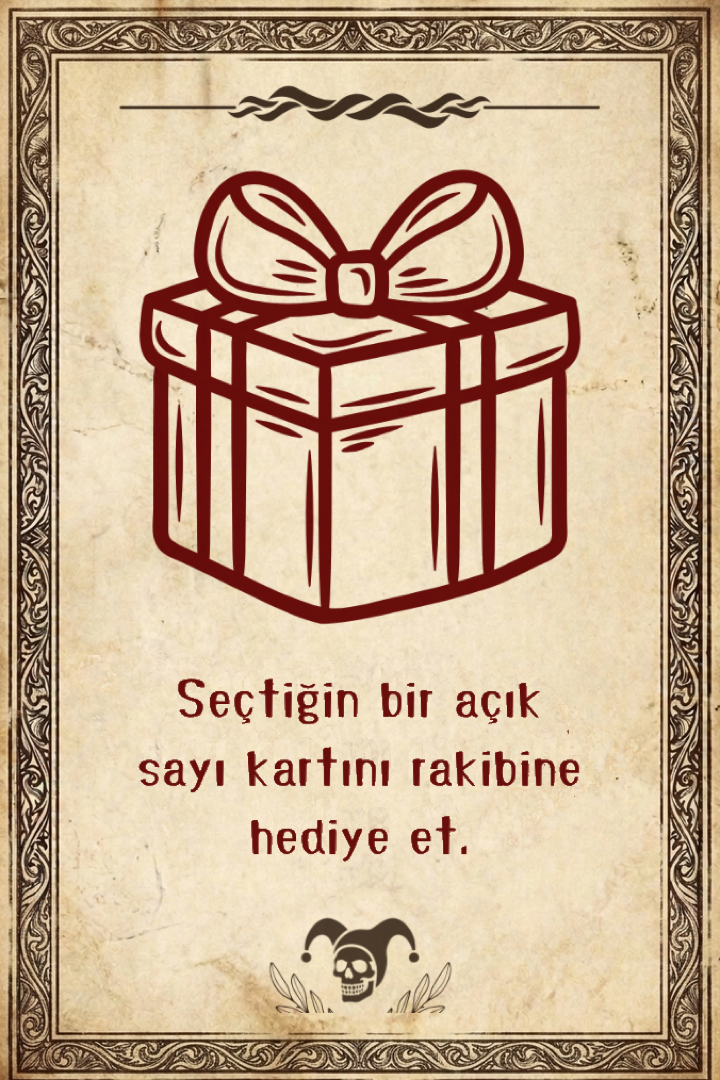 Seçtiğin bir açık
sayı kartını rakibine
hediye et.